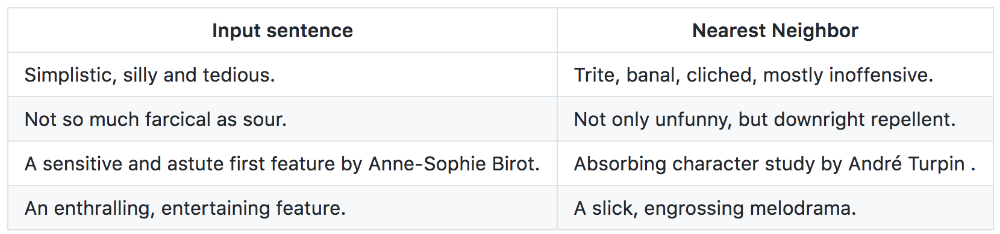 Input sentence Nearest Neighbor
Simplistic, silly and tedious. Trite, banal, cliched, mostly inoffensive.
Not so much farcical as sour. Not only unfunny, but downright repellent.
A sensitive and astute first feature by Anne-Sophie Birot. Absorbing character study by André Turpin .
An enthralling, entertaining feature. A slick, engrossing melodrama.